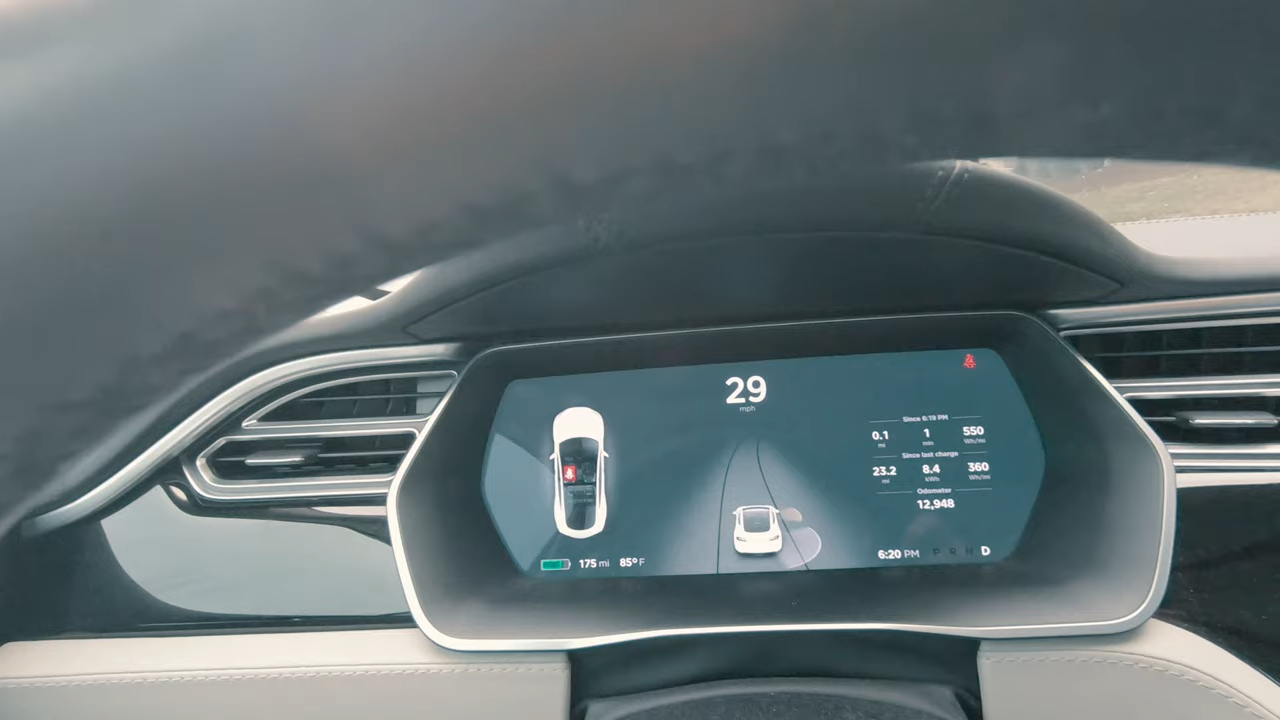 29
mph
Since 6:19 PM
0.1 1 550
mi min Wh/mi
Since last charge
23.2 8.4 360
mi kWh Wh/mi
Odometer
12,948
175 mi 85°F
6:20 PM P R N D